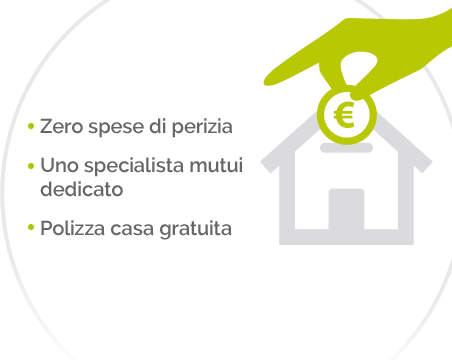 Zero spese di perizia
Uno specialista mutui
dedicato
Polizza casa gratuita
€